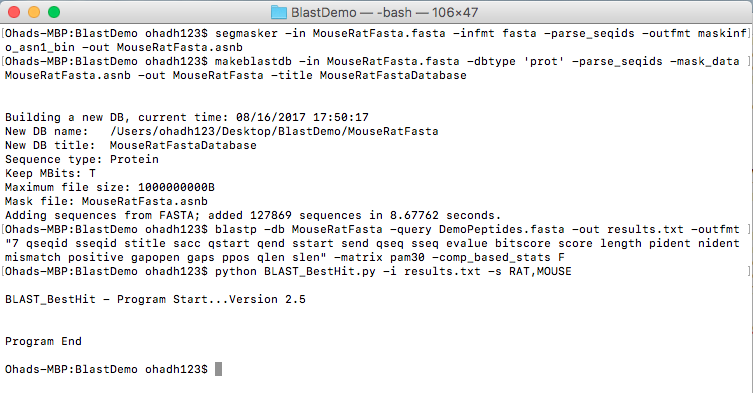 BlastDemo — -bash — 106×47
[Ohads-MBP:BlastDemo ohadh123$ segmasker -in MouseRatFasta.fasta -infmt fasta -parse_seqids -outfmt maskinf]
o_asn1_bin -out MouseRatFasta.asnb
[Ohads-MBP:BlastDemo ohadh123$ makeblastdb -in MouseRatFasta.fasta -dbtype 'prot' -parse_seqids -mask_data ]
MouseRatFasta.asnb -out MouseRatFasta -title MouseRatFastaDatabase
Building a new DB, current time: 08/16/2017 17:50:17
New DB name:   /Users/ohadh123/Desktop/BlastDemo/MouseRatFasta
New DB title:  MouseRatFastaDatabase
Sequence type: Protein
Keep MBits: T
Maximum file size: 1000000000B
Mask file: MouseRatFasta.asnb
Adding sequences from FASTA; added 127869 sequences in 8.67762 seconds.
[Ohads-MBP:BlastDemo ohadh123$ blastp -db MouseRatFasta -query DemoPeptides.fasta -out results.txt -outfmt ]
"7 qseqid sseqid stitle sacc qstart qend sstart send qseq sseq evalue bitscore score length pident nident
mismatch positive gapopen gaps ppos qlen slen" -matrix pam30 -comp_based_stats F
[Ohads-MBP:BlastDemo ohadh123$ python BLAST_BestHit.py -i results.txt -s RAT,MOUSE ]
BLAST_BestHit - Program Start...Version 2.5
Program End
Ohads-MBP:BlastDemo ohadh123$